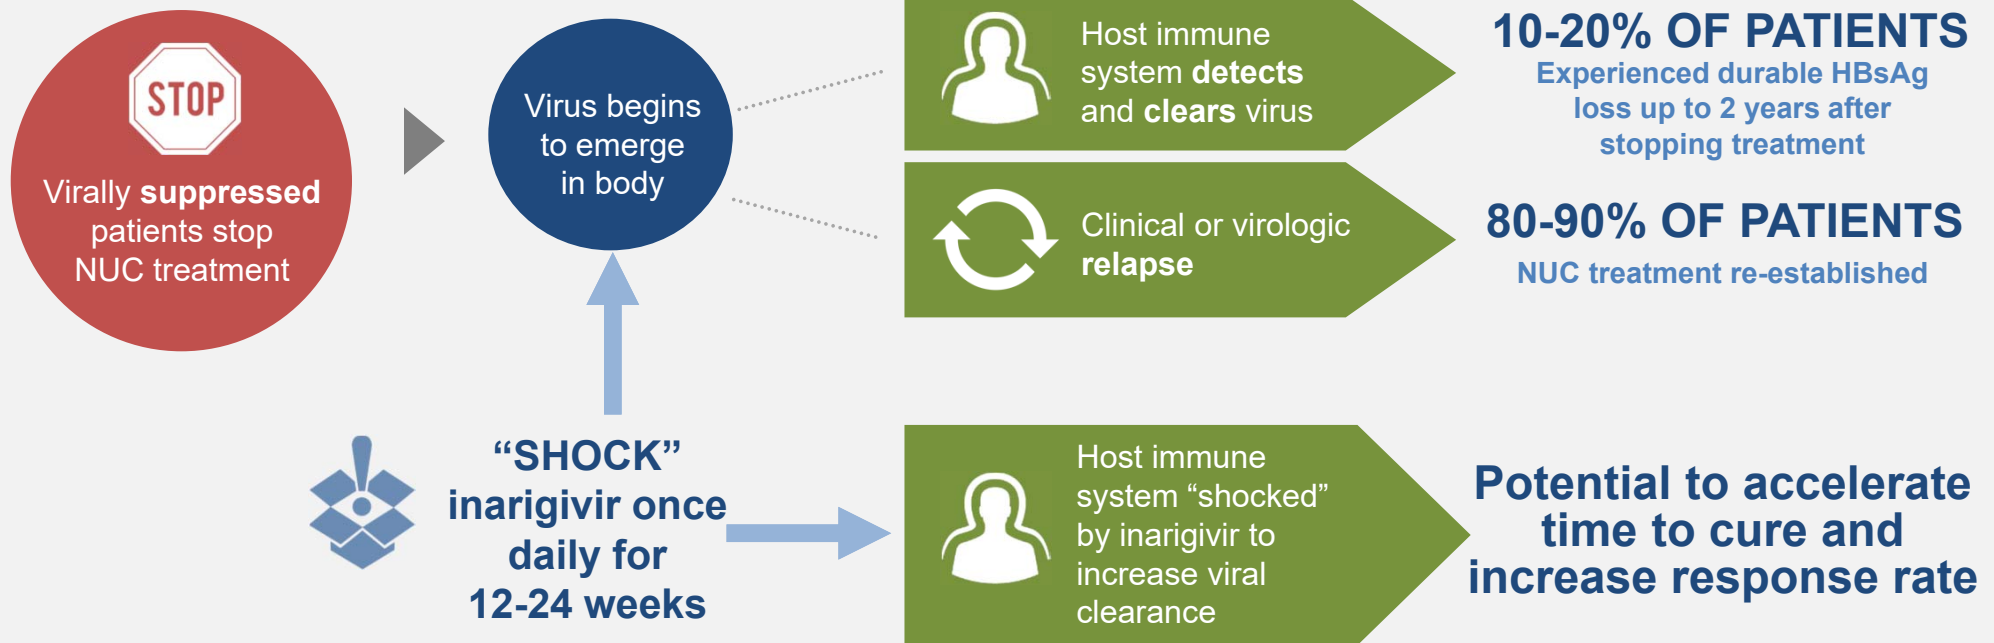 STOP
Virally suppressed
patients stop
NUC treatment
Virus begins
to emerge
in body
Host immune
system detects
and clears virus
10-20% OF PATIENTS
Experienced durable HBsAg
loss up to 2 years after
stopping treatment
Clinical or virologic
relapse
80-90% OF PATIENTS
NUC treatment re-established
“SHOCK”
inarigivir once
daily for
12-24 weeks
Host immune
system “shocked”
by inarigivir to
increase viral
clearance
Potential to accelerate
time to cure and
increase response rate